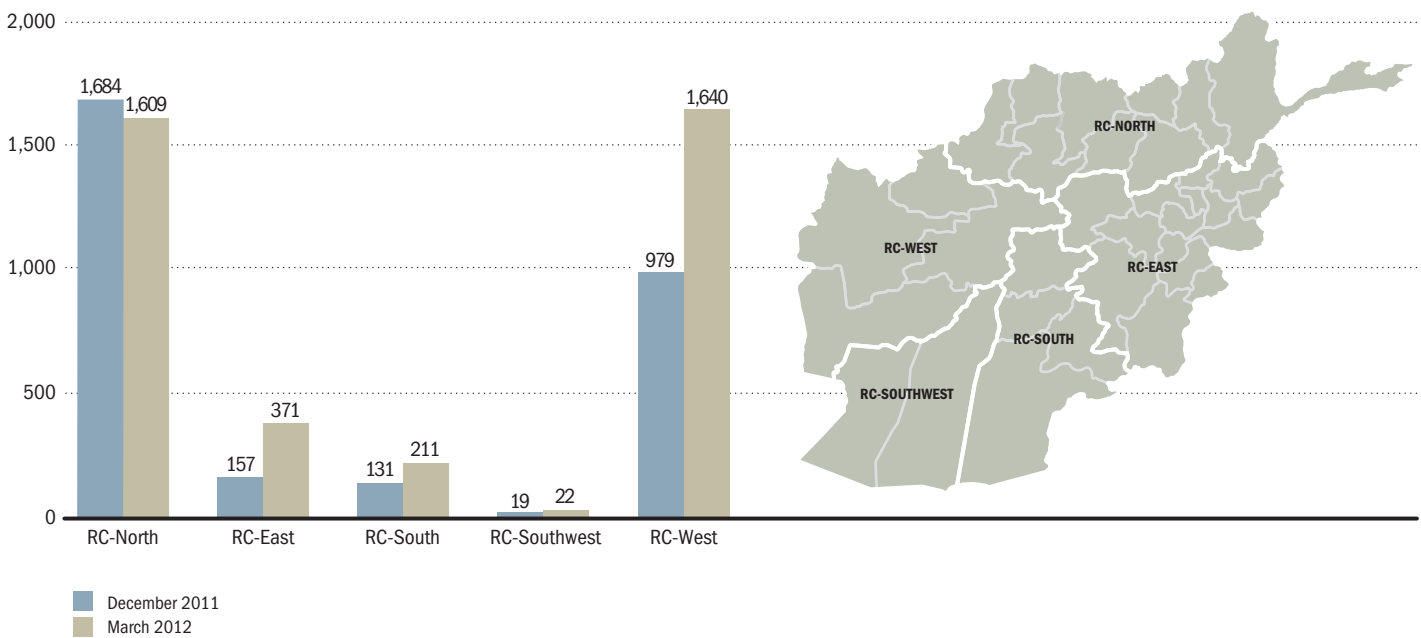 2,000
1,500
1,000
500
0
1,684
1,609
157
371
131
211
19
22
979
1,640
RC-North
RC-East
RC-South
RC-Southwest
RC-West
December 2011
March 2012
RC-NORTH
RC-WEST
RC-EAST
RC-SOUTH
RC-SOUTHWEST